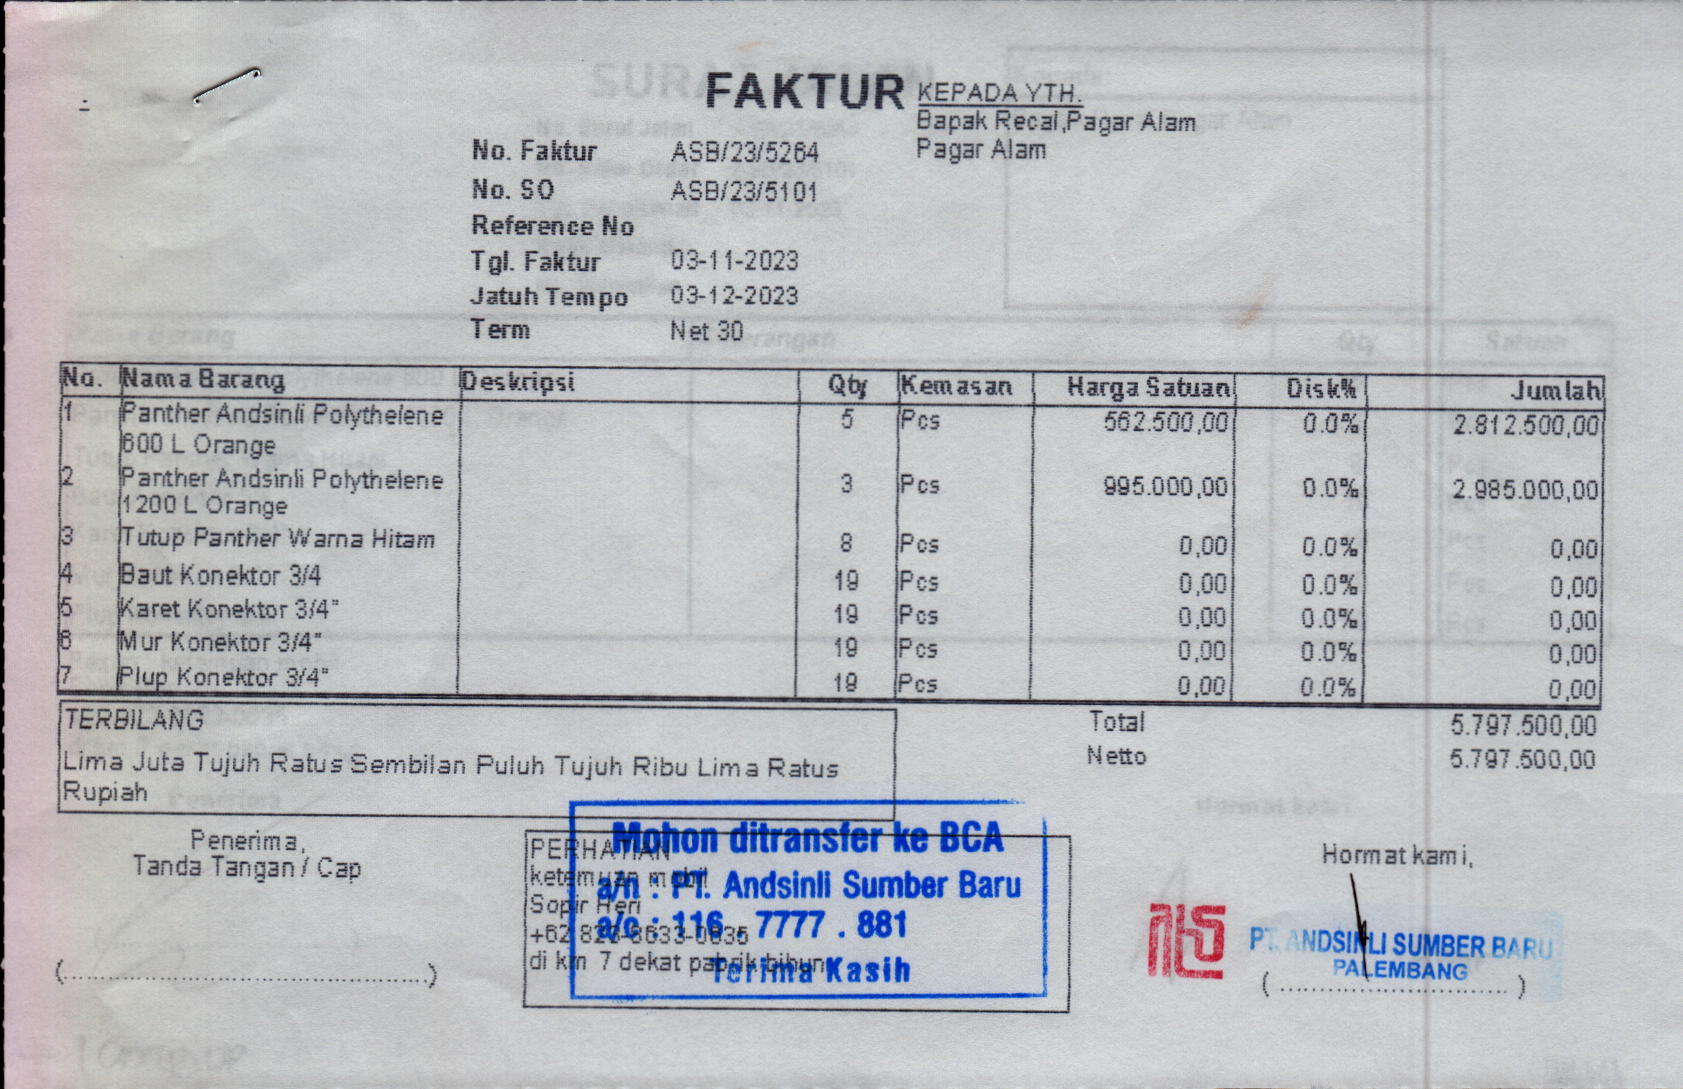 FAKTUR
KEPADA YTH.
Bapak Recal,Pagar Alam
Pagar Alam
No. Faktur ASB/23/5264
No. SO ASB/23/5101
Reference No
Tgl. Faktur 03-11-2023
Jatuh Tempo 03-12-2023
Term Net 30
No. Nama Barang Deskripsi Qty Kemasan Harga Satuan Disk% Jumlah
1 Panther Andsinli Polythelene 5 Pcs 562.500,00 0.0% 2.812.500,00
600 L Orange
2 Panther Andsinli Polythelene 3 Pcs 995.000,00 0.0% 2.985.000,00
1200 L Orange
3 Tutup Panther Warna Hitam 8 Pcs 0,00 0.0% 0,00
4 Baut Konektor 3/4 19 Pcs 0,00 0.0% 0,00
5 Karet Konektor 3/4" 19 Pcs 0,00 0.0% 0,00
6 Mur Konektor 3/4" 19 Pcs 0,00 0.0% 0,00
7 Plup Konektor 3/4" 19 Pcs 0,00 0.0% 0,00
TERBILANG
Lima Juta Tujuh Ratus Sembilan Puluh Tujuh Ribu Lima Ratus
Rupiah
Total 5.797.500,00
Netto 5.797.500,00
Penerima,
Tanda Tangan / Cap
(........................................)
PERHATIAN
ketemuan mobil
Sopir Heri
di km 7 dekat pabrik bihun
Mohon ditransfer ke BCA
a/n : PT. Andsinli Sumber Baru
a/c : 116 . 7777 . 881
Terima Kasih
Hormat kami,
PT. ANDSINLI SUMBER BARU
PALEMBANG
(............................)